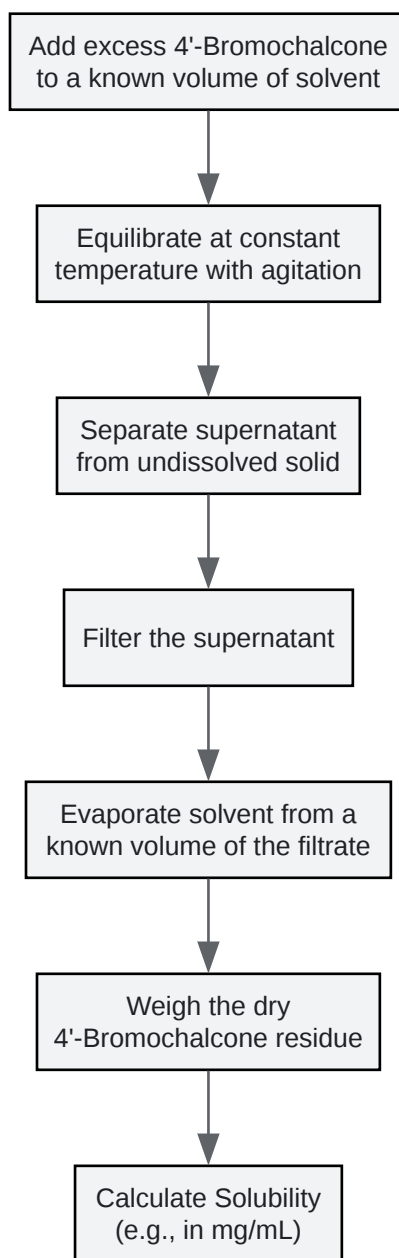 Add excess 4'-Bromochalcone
to a known volume of solvent
Equilibrate at constant
temperature with agitation
Separate supernatant
from undissolved solid
Filter the supernatant
Evaporate solvent from a
known volume of the filtrate
Weigh the dry
4'-Bromochalcone residue
Calculate Solubility
(e.g., in mg/mL)